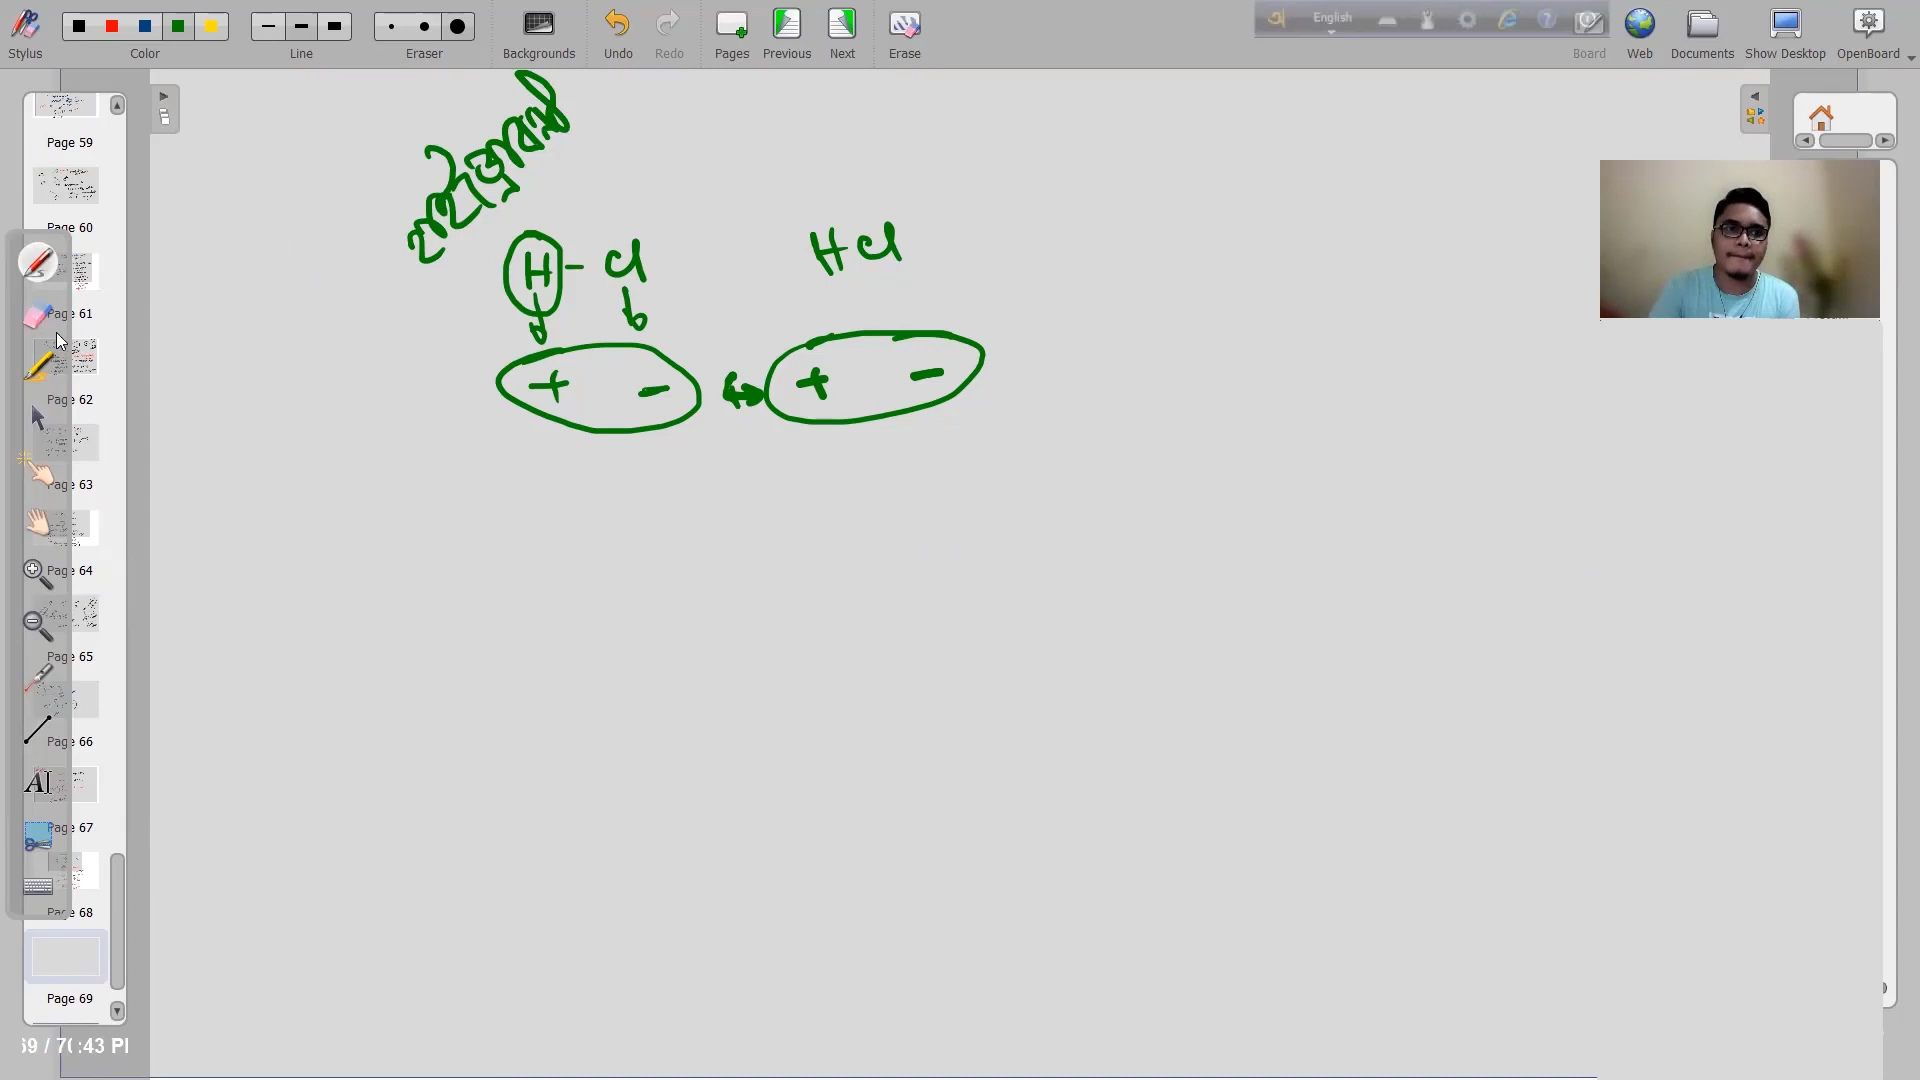 Stylus
Color
Line
Eraser
Backgrounds
Undo
Redo
Pages
Previous
Next
Erase
English
Board
Web
Documents
Show Desktop
OpenBoard
Page 59
Page 60
Page 61
Page 62
Page 63
Page 64
Page 65
Page 66
Page 67
Page 68
Page 69
H - Cl
HCl
+ -
+ -